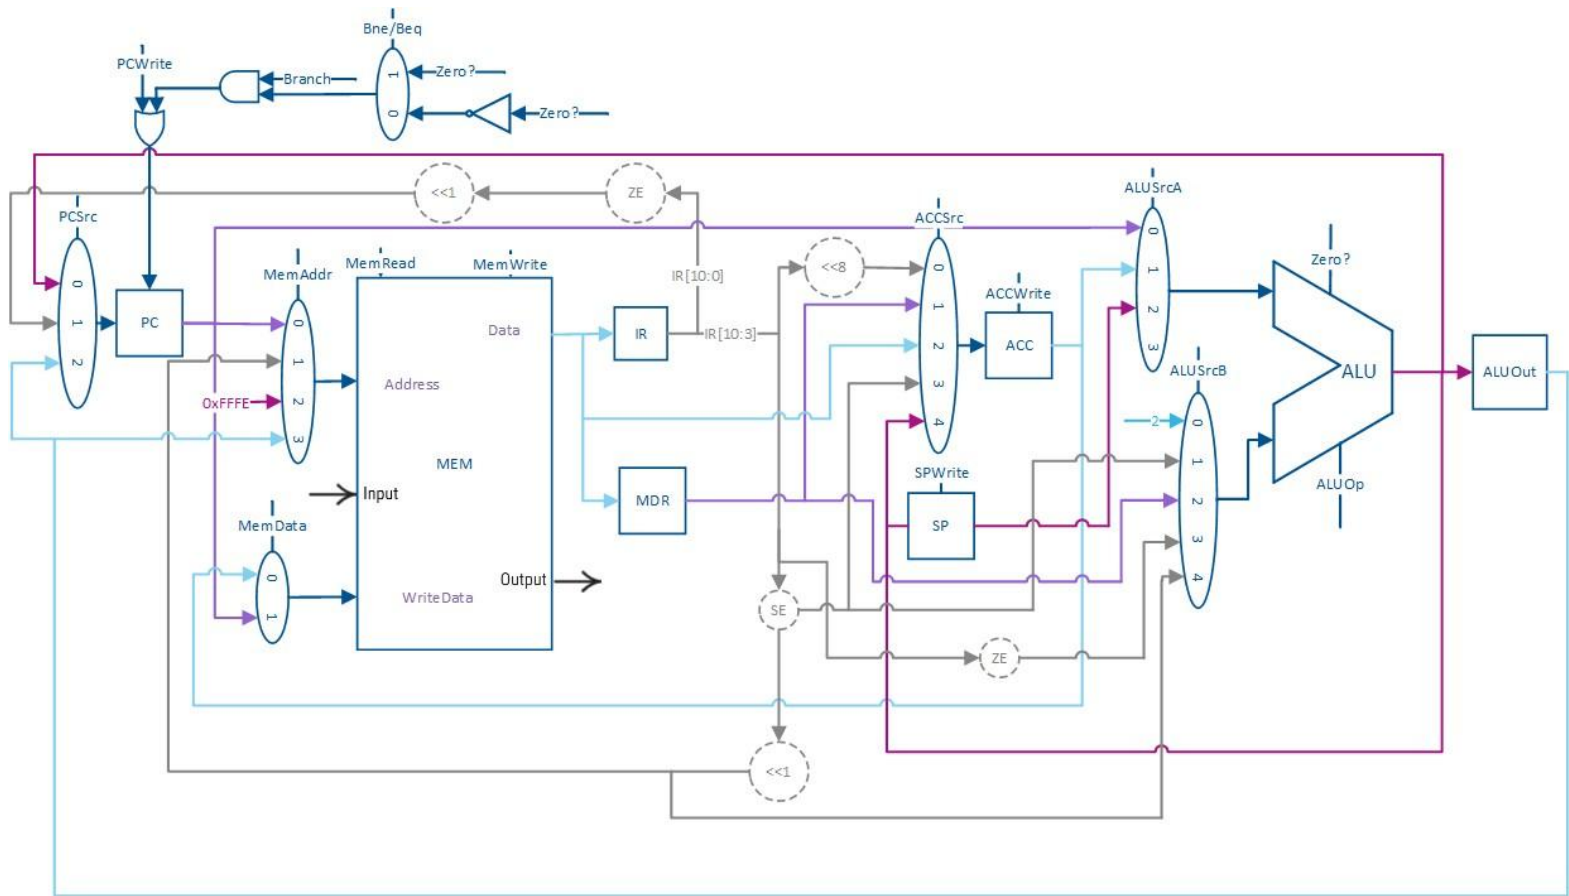 Bne/Beq
PCWrite
1
Zero?
Branch
0
Zero?
<<1
ZE
ALUSrcA
PCSrc
ACCSrc
0
MemAddr
MemRead
MemWrite
IR[10:0]
<<8
0
Zero?
0
1
2
PC
0
1
2
3
0xFFFE
Data
Address
MEM
Input
IR
IR[10:3]
ACCWrite
1
2
3
4
ACC
1
2
3
ALUSrcB
ALU
ALUOut
2
0
1
2
3
4
MDR
SPWrite
SP
ALUOp
MemData
0
1
Output
WriteData
SE
ZE
<<1